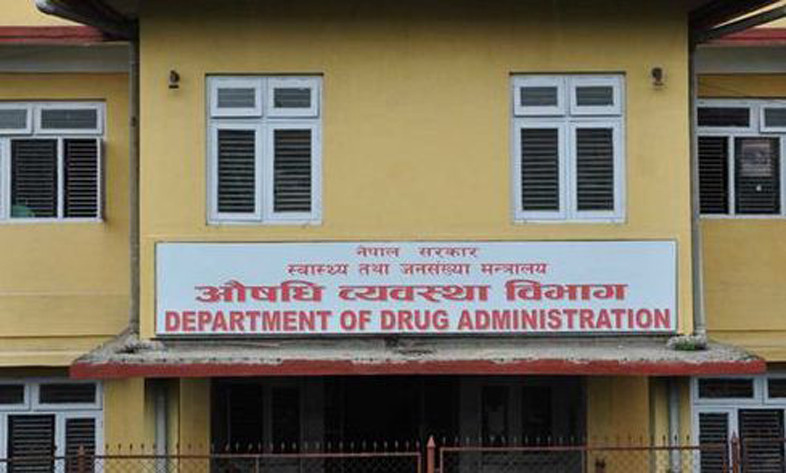 नेपाल सरकार
स्वास्थ्य तथा जनसंख्या मन्त्रालय
औषधि व्यवस्था विभाग
DEPARTMENT OF DRUG ADMINISTRATION